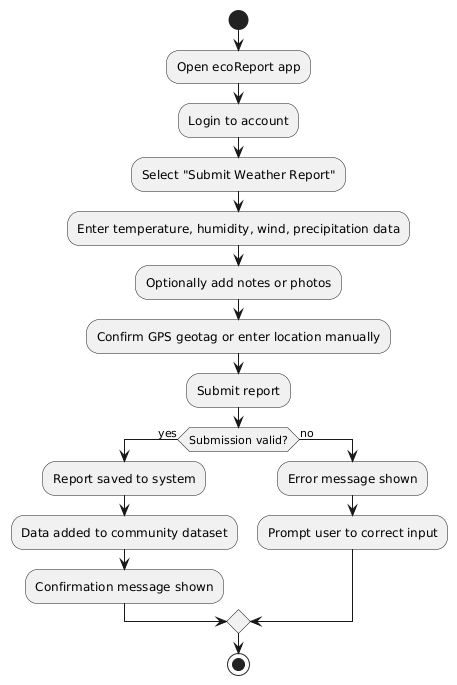 Open ecoReport app
Login to account
Select "Submit Weather Report"
Enter temperature, humidity, wind, precipitation data
Optionally add notes or photos
Confirm GPS geotag or enter location manually
Submit report
Submission valid?
yes
no
Report saved to system
Data added to community dataset
Confirmation message shown
Error message shown
Prompt user to correct input